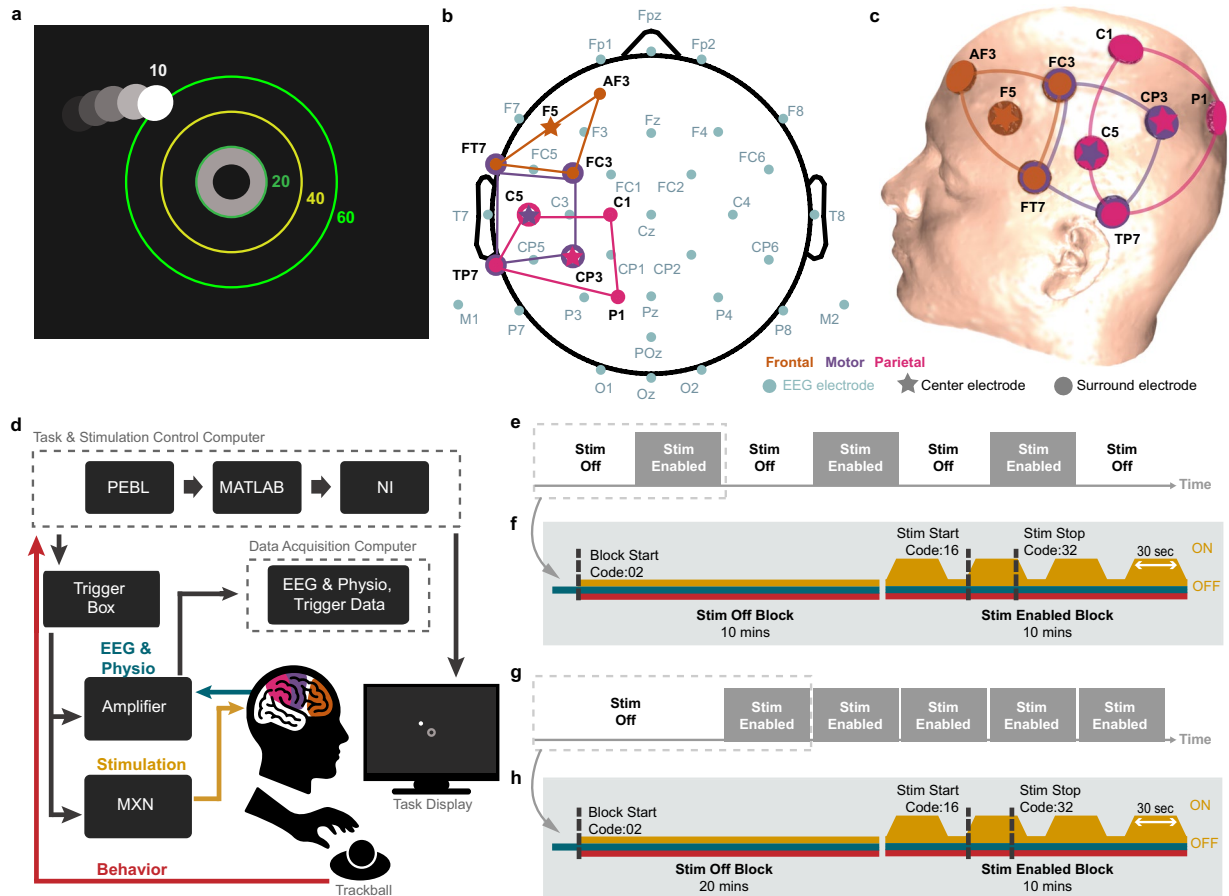 a
10
20
40
60
b
Fpz
Fp1
Fp2
AF3
F7
F5
F3
Fz
F4
F8
FT7
FC5
FC3
FC1
FC2
FC6
T7
C5
C3
C1
Cz
C4
T8
TP7
CP5
CP3
CP1
CP2
CP6
M1
P7
P3
P1
Pz
P4
P8
M2
POz
O1
Oz
O2
c
C1
AF3
FC3
F5
CP3
P1
C5
FT7
TP7
Frontal Motor Parietal
EEG electrode
Center electrode
Surround electrode
d
Task & Stimulation Control Computer
PEBL
MATLAB
NI
Data Acquisition Computer
Trigger
Box
EEG & Physio,
Trigger Data
EEG &
Physio
Amplifier
Stimulation
MXN
Task Display
Behavior
Trackball
e
Stim
Off
Stim
Enabled
Stim
Off
Stim
Enabled
Stim
Off
Stim
Enabled
Stim
Off
Time
f
Block Start
Code:02
Stim Start
Code:16
Stim Stop
Code:32
30 sec
ON
OFF
Stim Off Block
10 mins
Stim Enabled Block
10 mins
g
Stim
Off
Stim
Enabled
Stim
Enabled
Stim
Enabled
Stim
Enabled
Stim
Enabled
Time
h
Block Start
Code:02
Stim Start
Code:16
Stim Stop
Code:32
30 sec
ON
OFF
Stim Off Block
20 mins
Stim Enabled Block
10 mins